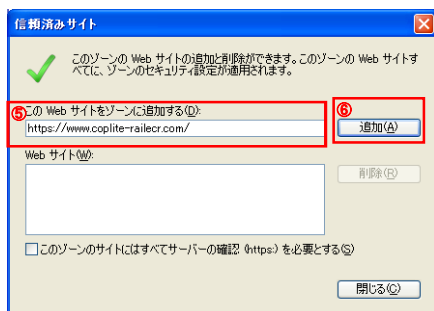 信頼済みサイト
このゾーンの Web サイトの追加と削除ができます。このゾーンの Web サイトす
べてに、ゾーンのセキュリティ設定が適用されます。
⑤この Web サイトをゾーンに追加する(D):
⑥
https://www.coplite-railecr.com/
追加(A)
Web サイト(W):
削除(R)
このゾーンのサイトにはすべてサーバーの確認 (https:) を必要とする(S)
閉じる(C)